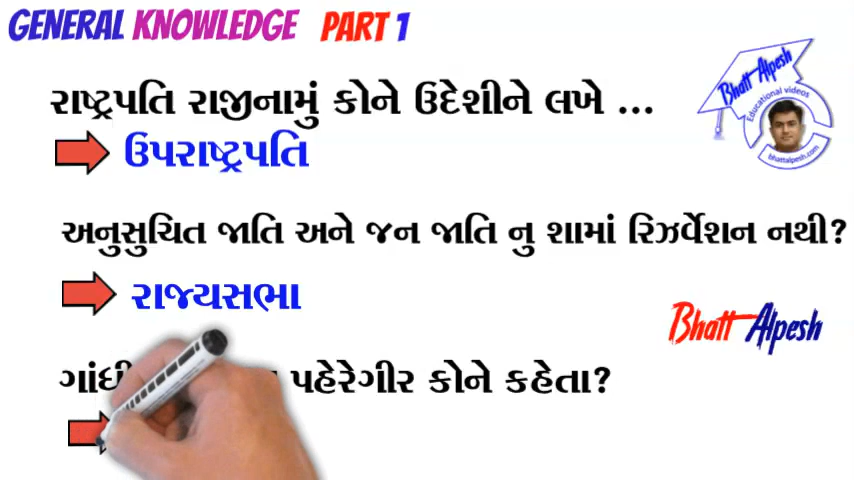 GENERAL KNOWLEDGE PART 1
રાષ્ટ્રપતિ રાજીનામું કોને ઉદેશીને લખે ...
ઉપરાષ્ટ્રપતિ
અનુસુચિત જાતિ અને જન જાતિ નુ શામાં રિઝર્વેશન નથી?
રાજ્યસભા
પહેરેગીર કોને કહેતા?
Bhatt Alpesh
Educational videos
bhattalpesh.com
Bhatt Alpesh